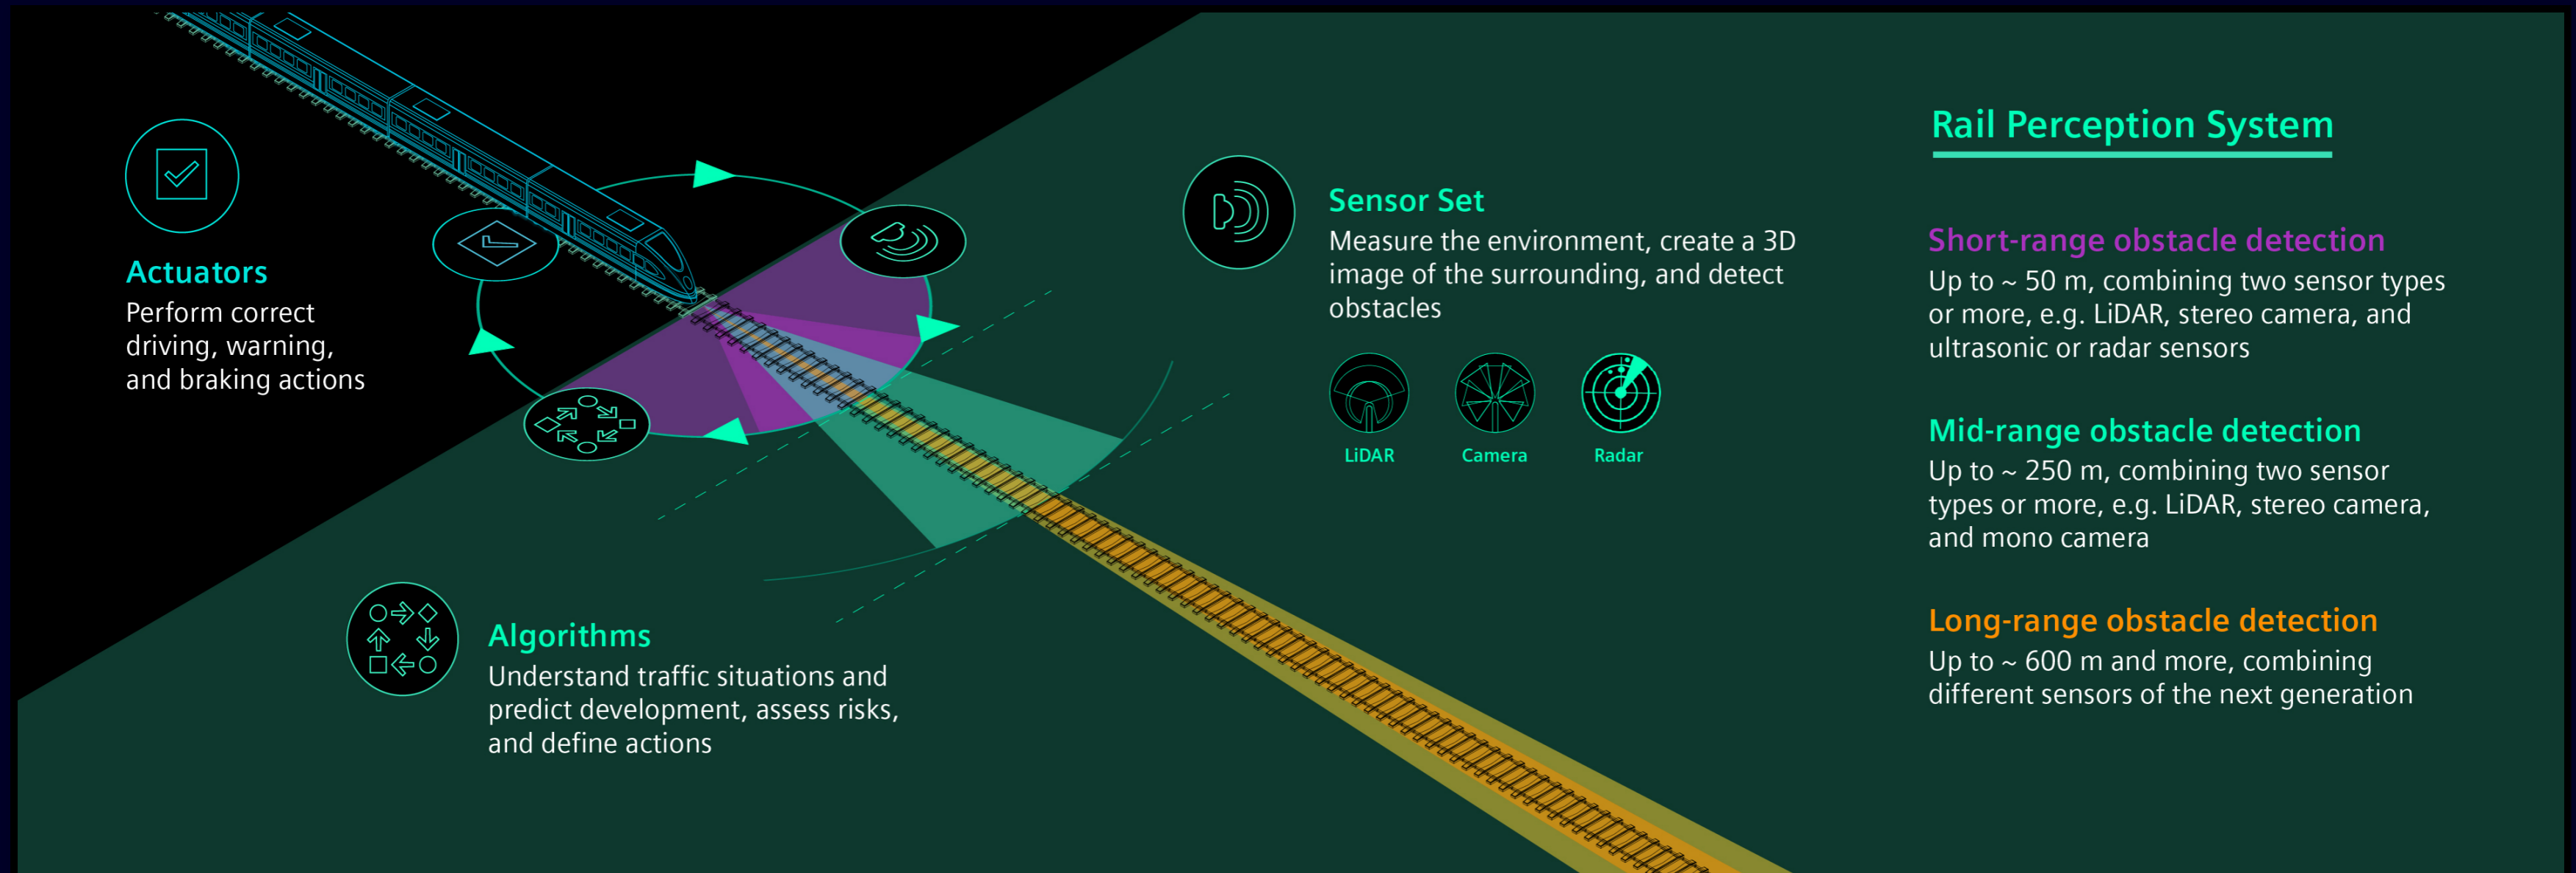 Rail Perception System
Actuators
Perform correct
driving, warning,
and braking actions
Sensor Set
Measure the environment, create a 3D
image of the surrounding, and detect
obstacles
LiDAR
Camera
Radar
Algorithms
Understand traffic situations and
predict development, assess risks,
and define actions
Short-range obstacle detection
Up to ~ 50 m, combining two sensor types
or more, e.g. LiDAR, stereo camera, and
ultrasonic or radar sensors
Mid-range obstacle detection
Up to ~ 250 m, combining two sensor
types or more, e.g. LiDAR, stereo camera,
and mono camera
Long-range obstacle detection
Up to ~ 600 m and more, combining
different sensors of the next generation